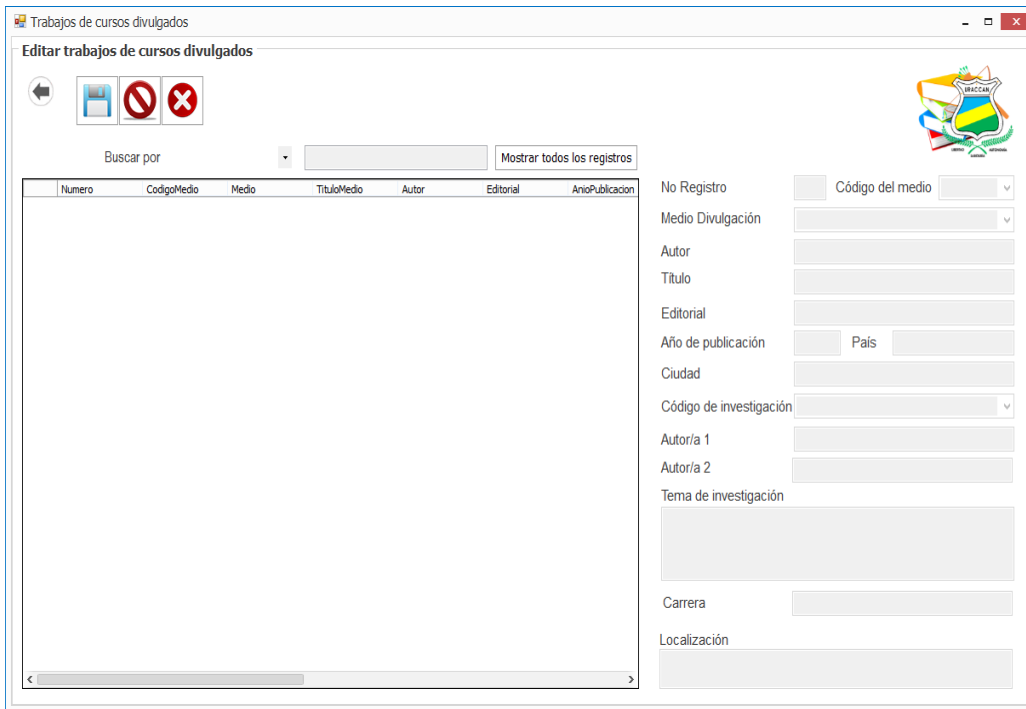 Trabajos de cursos divulgados
Editar trabajos de cursos divulgados
URACCAN
Buscar por
Mostrar todos los registros
Numero CodigoMedio Medio TituloMedio Autor Editorial AnioPublicacion
No Registro Código del medio
Medio Divulgación
Autor
Título
Editorial
Año de publicación País
Ciudad
Código de investigación
Autor/a 1
Autor/a 2
Tema de investigación
Carrera
Localización